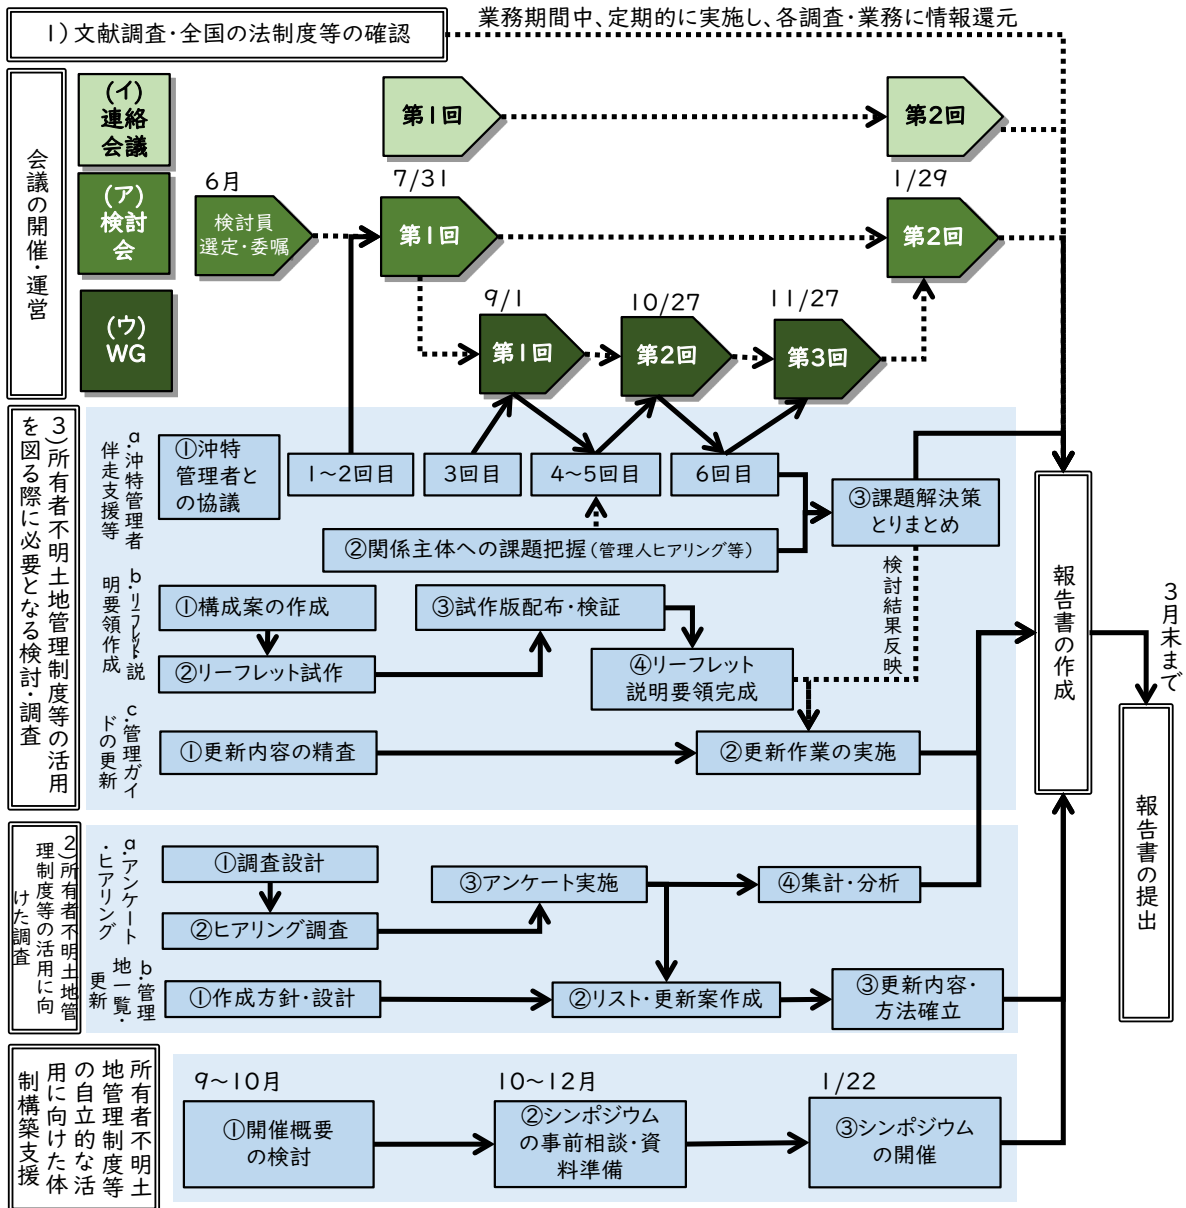 業務期間中、定期的に実施し、各調査・業務に情報還元
1）文献調査・全国の法制度等の確認
会議の開催・運営
(イ)
連絡
会議
第1回
第2回
(ア)
検討
会
6月
検討員
選定・委嘱
7/31
第1回
1/29
第2回
(ウ)
WG
9/1
第1回
10/27
第2回
11/27
第3回
3）所有者不明土地管理制度等の活用
を図る際に必要となる検討・調査
a.沖特管理者
伴走支援等
①沖特
管理者と
の協議
1～2回目
3回目
4～5回目
6回目
②関係主体への課題把握(管理人ヒアリング等)
③課題解決策
とりまとめ
検討結果反映
b.リーフレット・説
明要領作成
①構成案の作成
②リーフレット試作
③試作版配布・検証
④リーフレット
説明要領完成
c.管理ガイ
ドの更新
①更新内容の精査
②更新作業の実施
2）所有者不明土地管
理制度等の活用に向
けた調査
a.アンケート
・ヒアリング
①調査設計
②ヒアリング調査
③アンケート実施
④集計・分析
b.管理
地一覧・
更新
①作成方針・設計
②リスト・更新案作成
③更新内容・
方法確立
所有者不明土
地管理制度等
の自立的な活
用に向けた体
制構築支援
9～10月
①開催概要
の検討
10～12月
②シンポジウム
の事前相談・資
料準備
1/22
③シンポジウム
の開催
報告書の作成
3月末まで
報告書の提出